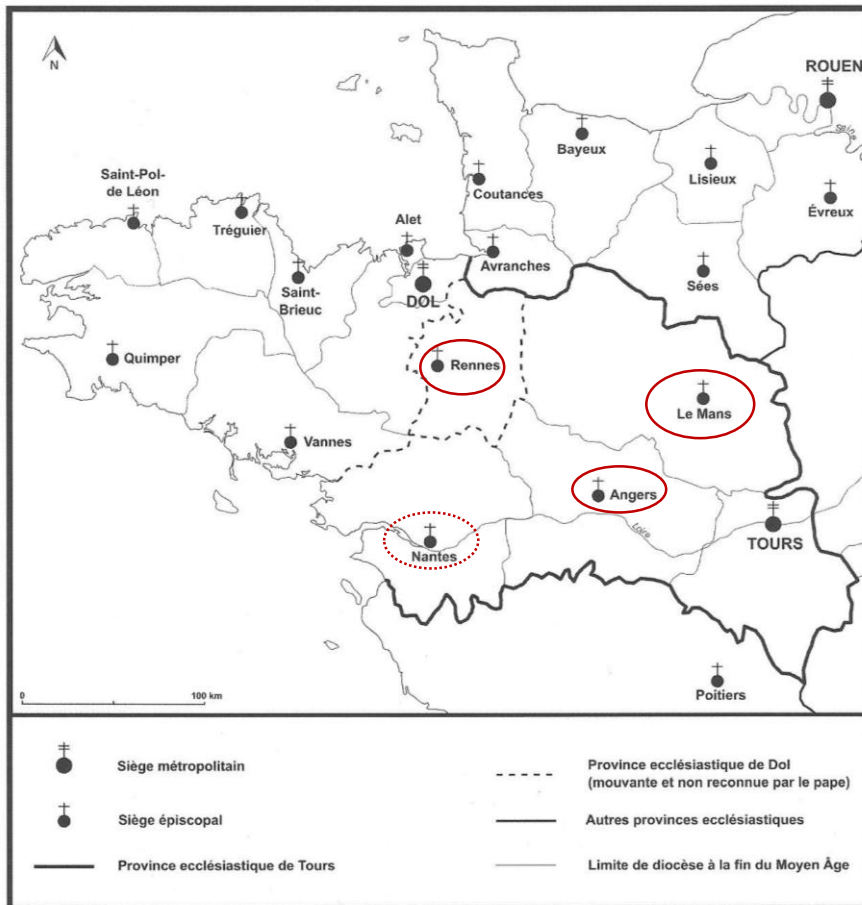 N
ROUEN
Seine
Bayeux
Lisieux
Coutances
Évreux
Saint-Pol-
de Léon
Tréguier
Alet
Avranches
Sées
Saint-
Brieuc
DOL
Quimper
Rennes
Le Mans
Vannes
Angers
Loire
TOURS
Nantes
Poitiers
0
100 km
Siège métropolitain
Siège épiscopal
Province ecclésiastique de Tours
Province ecclésiastique de Dol
(mouvante et non reconnue par le pape)
Autres provinces ecclésiastiques
Limite de diocèse à la fin du Moyen Âge